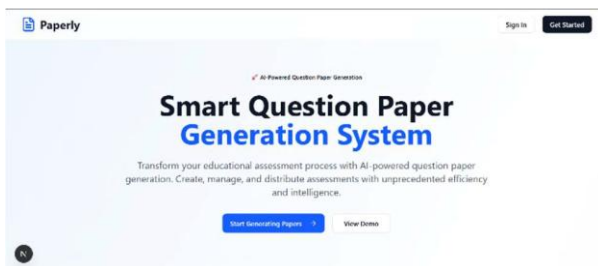 Paperly
Sign In
Get Started
AI-Powered Question Paper Generation
Smart Question Paper
Generation System
Transform your educational assessment process with AI-powered question paper
generation. Create, manage, and distribute assessments with unprecedented efficiency
and intelligence.
Start Generating Papers →
View Demo
N